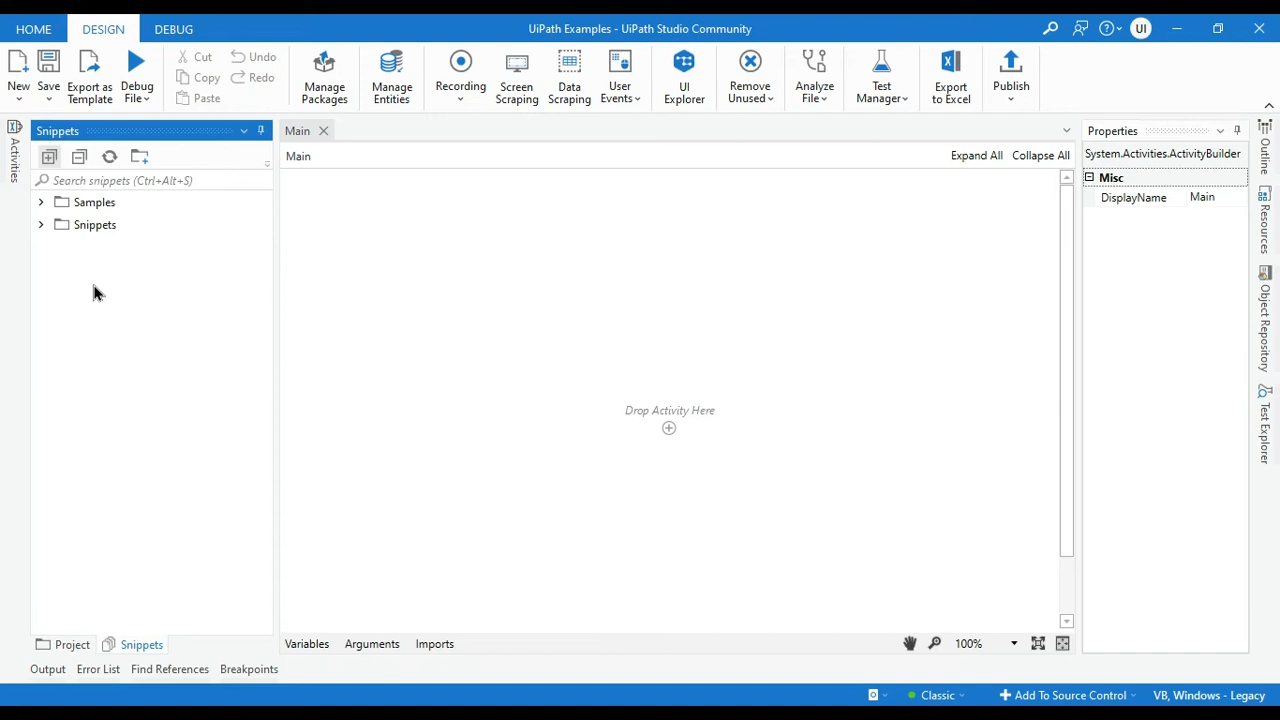 HOME DESIGN DEBUG UiPath Examples - UiPath Studio Community UI
New Save Export as Template Debug File Cut Copy Paste Undo Redo Manage Packages Manage Entities Recording Screen Scraping Data Scraping User Events UI Explorer Remove Unused Analyze File Test Manager Export to Excel Publish
Activities
Snippets
Search snippets (Ctrl+Alt+S)
Samples
Snippets
Main
Main Expand All Collapse All
Drop Activity Here
Variables Arguments Imports 100%
Properties
System.Activities.ActivityBuilder
Misc
DisplayName Main
Outline
Resources
Object Repository
Test Explorer
Project Snippets
Output Error List Find References Breakpoints
Classic Add To Source Control VB, Windows - Legacy